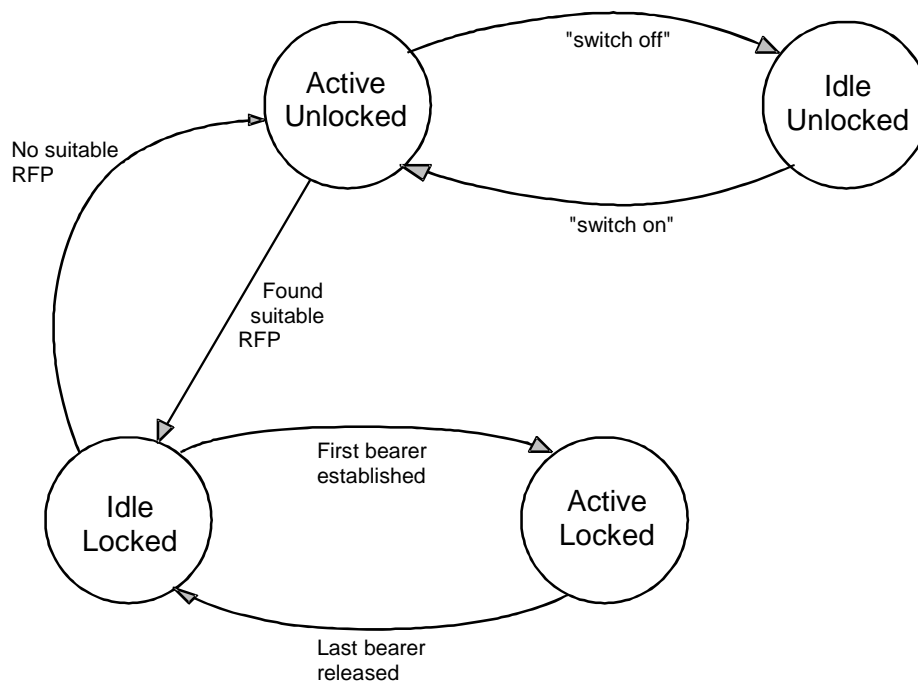 "switch off"
Active
Unlocked
Idle
Unlocked
No suitable
RFP
"switch on"
Found
suitable
RFP
First bearer
established
Idle
Locked
Active
Locked
Last bearer
released